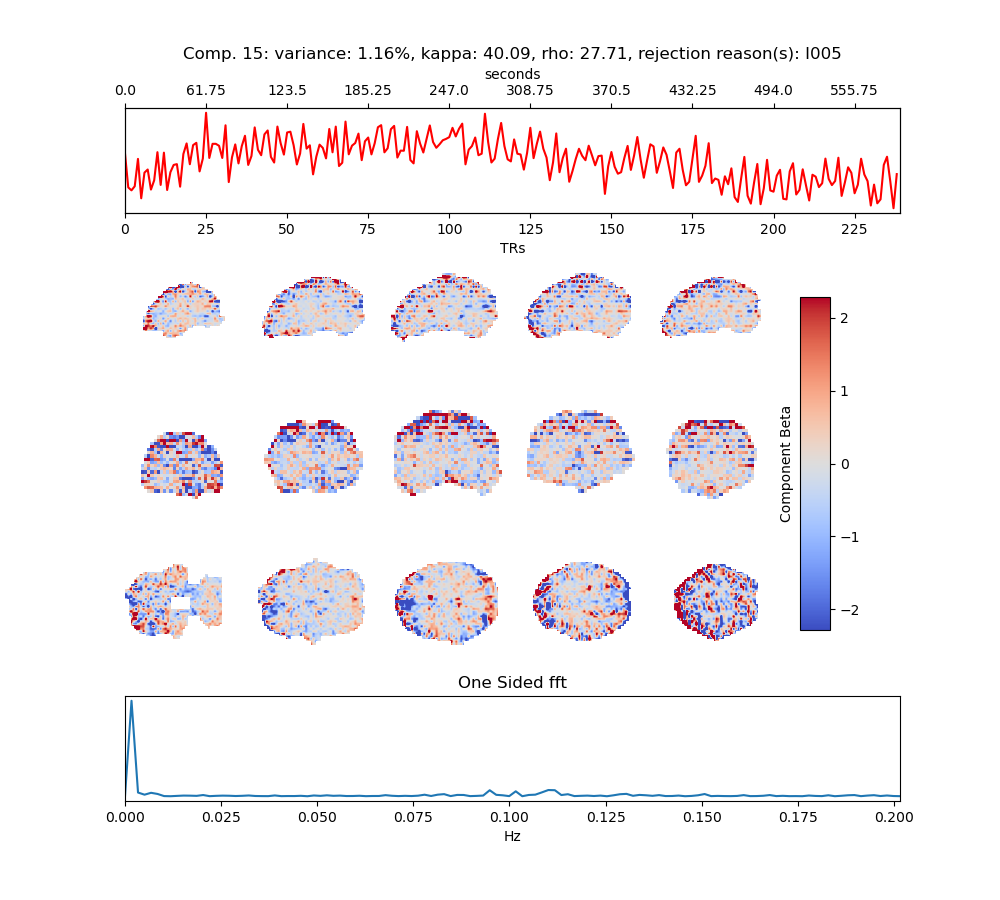 Comp. 15: variance: 1.16%, kappa: 40.09, rho: 27.71, rejection reason(s): I005
seconds
0.0 61.75 123.5 185.25 247.0 308.75 370.5 432.25 494.0 555.75
0 25 50 75 100 125 150 175 200 225
TRs
2
1
0
−1
−2
Component Beta
One Sided fft
0.000 0.025 0.050 0.075 0.100 0.125 0.150 0.175 0.200
Hz